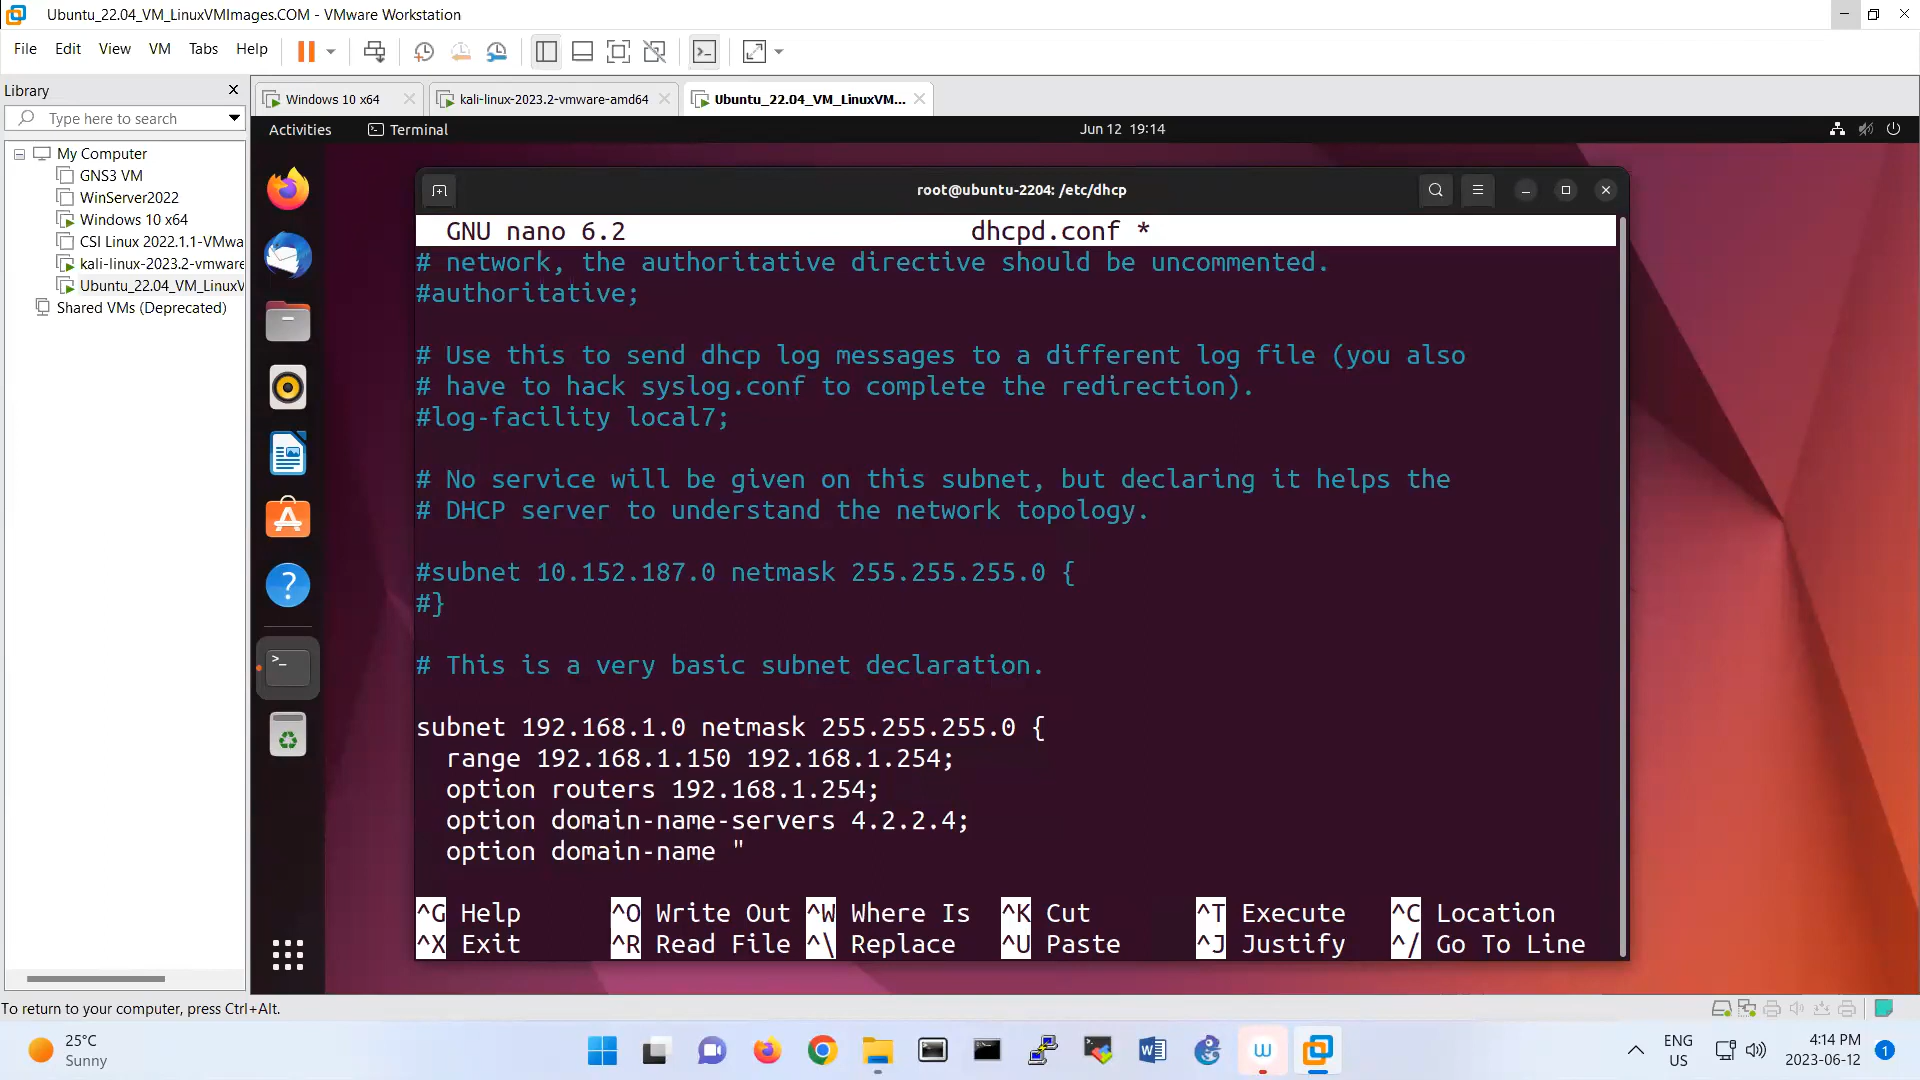 Ubuntu_22.04_VM_LinuxVMImages.COM - VMware Workstation
File Edit View VM Tabs Help
Library
Type here to search
My Computer
GNS3 VM
WinServer2022
Windows 10 x64
CSI Linux 2022.1.1-VMwa
kali-linux-2023.2-vmware
Ubuntu_22.04_VM_LinuxV
Shared VMs (Deprecated)
Windows 10 x64
kali-linux-2023.2-vmware-amd64
Ubuntu_22.04_VM_LinuxVM...
Activities Terminal Jun 12 19:14
root@ubuntu-2204: /etc/dhcp
GNU nano 6.2 dhcpd.conf *
# network, the authoritative directive should be uncommented.
#authoritative;
# Use this to send dhcp log messages to a different log file (you also
# have to hack syslog.conf to complete the redirection).
#log-facility local7;
# No service will be given on this subnet, but declaring it helps the
# DHCP server to understand the network topology.
#subnet 10.152.187.0 netmask 255.255.255.0 {
#}
# This is a very basic subnet declaration.
subnet 192.168.1.0 netmask 255.255.255.0 {
range 192.168.1.150 192.168.1.254;
option routers 192.168.1.254;
option domain-name-servers 4.2.2.4;
option domain-name "
^G Help ^O Write Out ^W Where Is ^K Cut ^T Execute ^C Location
^X Exit ^R Read File ^\ Replace ^U Paste ^J Justify ^/ Go To Line
To return to your computer, press Ctrl+Alt.
25°C
Sunny
ENG
US
4:14 PM
2023-06-12
1